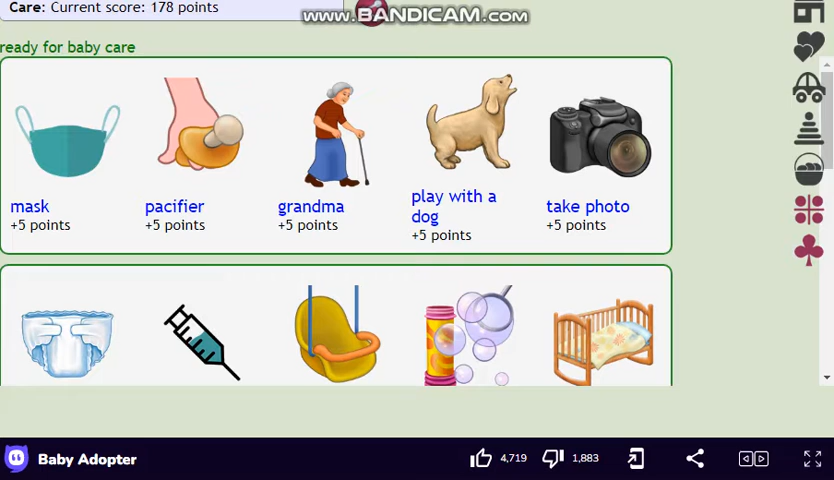 Care: Current score: 178 points
www.BANDICAM.com
ready for baby care
mask
+5 points
pacifier
+5 points
grandma
+5 points
play with a
dog
+5 points
take photo
+5 points
Baby Adopter
4,719
1,883